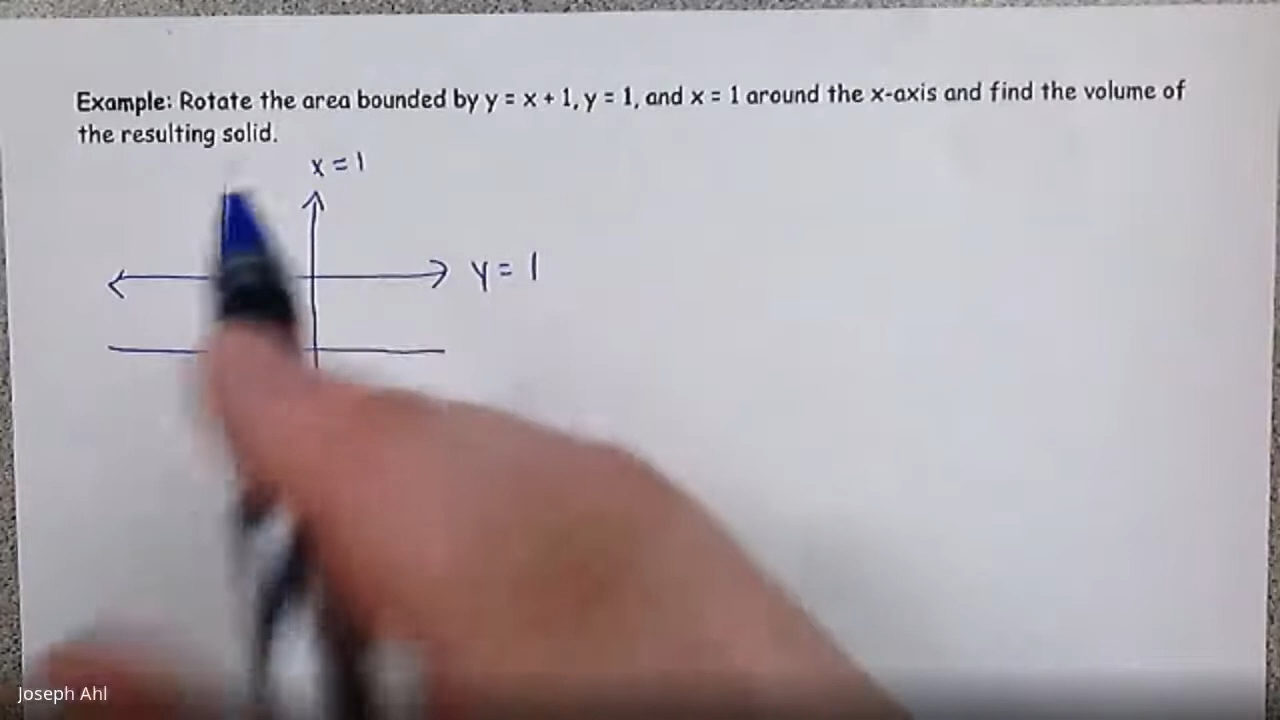 Example: Rotate the area bounded by y = x + 1, y = 1, and x = 1 around the x-axis and find the volume of
the resulting solid.
x = 1
y = 1
Joseph Ahl